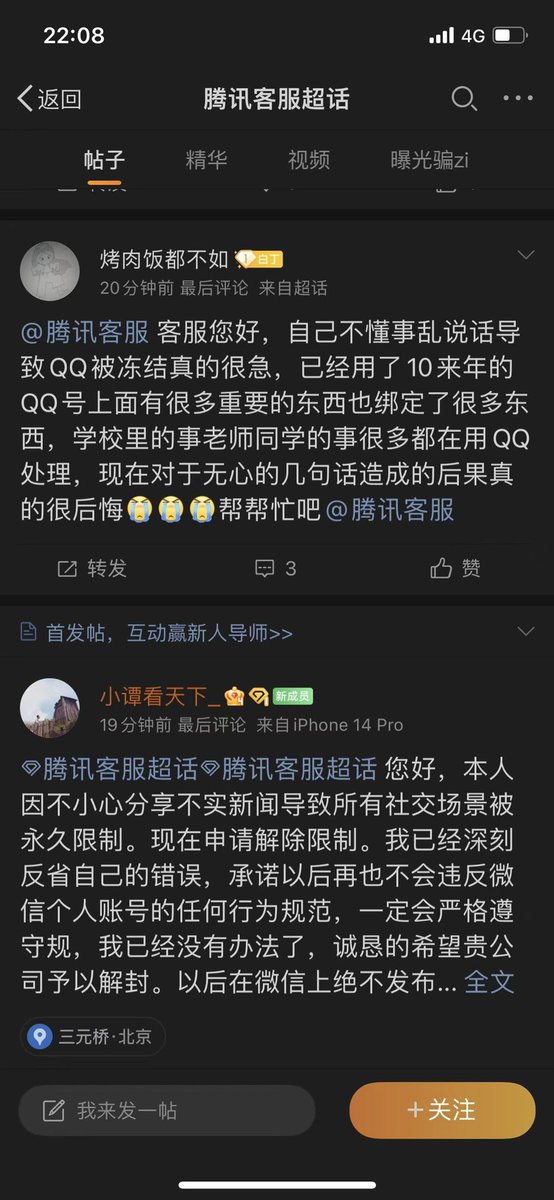 22:08
4G
返回
腾讯客服超话
帖子
精华
视频
曝光骗zi
烤肉饭都不如
1 白丁
20分钟前 最后评论 来自超话
@腾讯客服 客服您好，自己不懂事乱说话导
致QQ被冻结真的很急，已经用了10来年的
QQ号上面有很多重要的东西也绑定了很多东
西，学校里的事老师同学的事很多都在用QQ
处理，现在对于无心的几句话造成的后果真
的很后悔😭😭😭帮帮忙吧@腾讯客服
转发
3
赞
首发帖，互动赢新人导师>>
小谭看天下_
新成员
19分钟前 最后评论 来自iPhone 14 Pro
腾讯客服超话腾讯客服超话 您好，本人
因不小心分享不实新闻导致所有社交场景被
永久限制。现在申请解除限制。我已经深刻
反省自己的错误，承诺以后再也不会违反微
信个人账号的任何行为规范，一定会严格遵
守规，我已经没有办法了，诚恳的希望贵公
司予以解封。以后在微信上绝不发布... 全文
三元桥·北京
我来发一帖
+关注